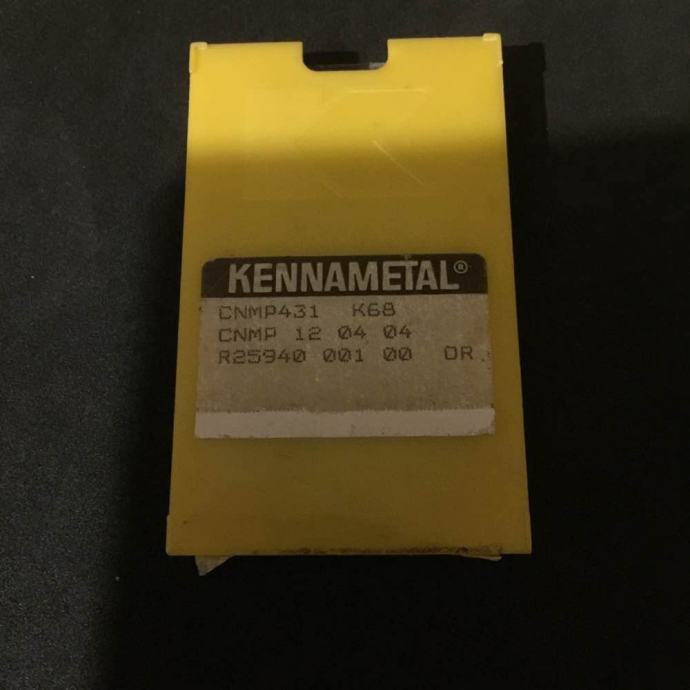 KENNAMETAL®
CNMP431 K68
CNMP 12 04 04
R25940 001 00 OR